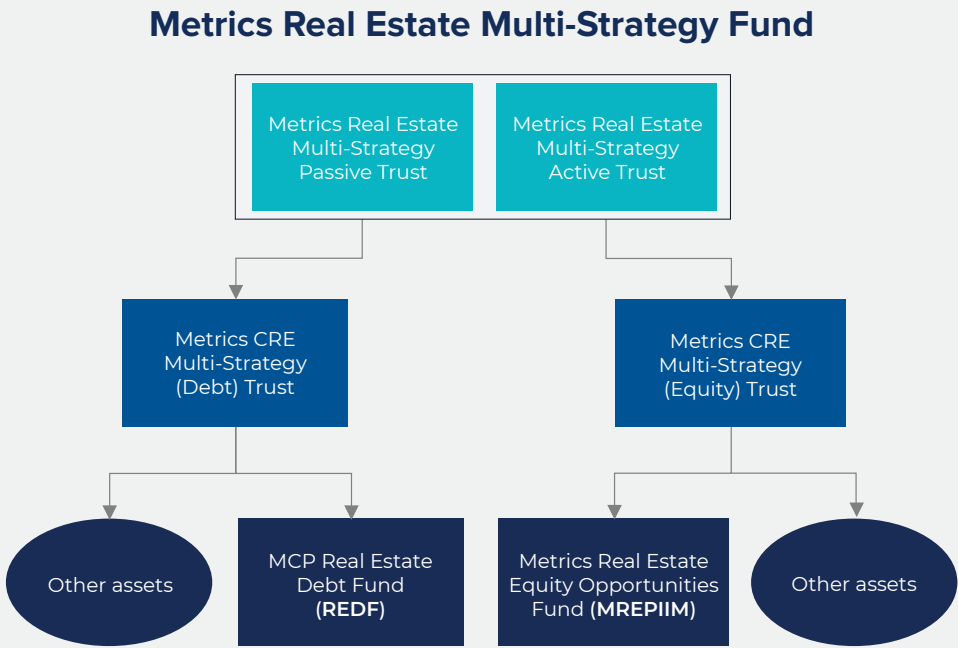 Metrics Real Estate Multi-Strategy Fund
Metrics Real Estate
Multi-Strategy
Passive Trust
Metrics Real Estate
Multi-Strategy
Active Trust
Metrics CRE
Multi-Strategy
(Debt) Trust
Metrics CRE
Multi-Strategy
(Equity) Trust
Other assets
MCP Real Estate
Debt Fund
(REDF)
Metrics Real Estate
Equity Opportunities
Fund (MREPIIM)
Other assets